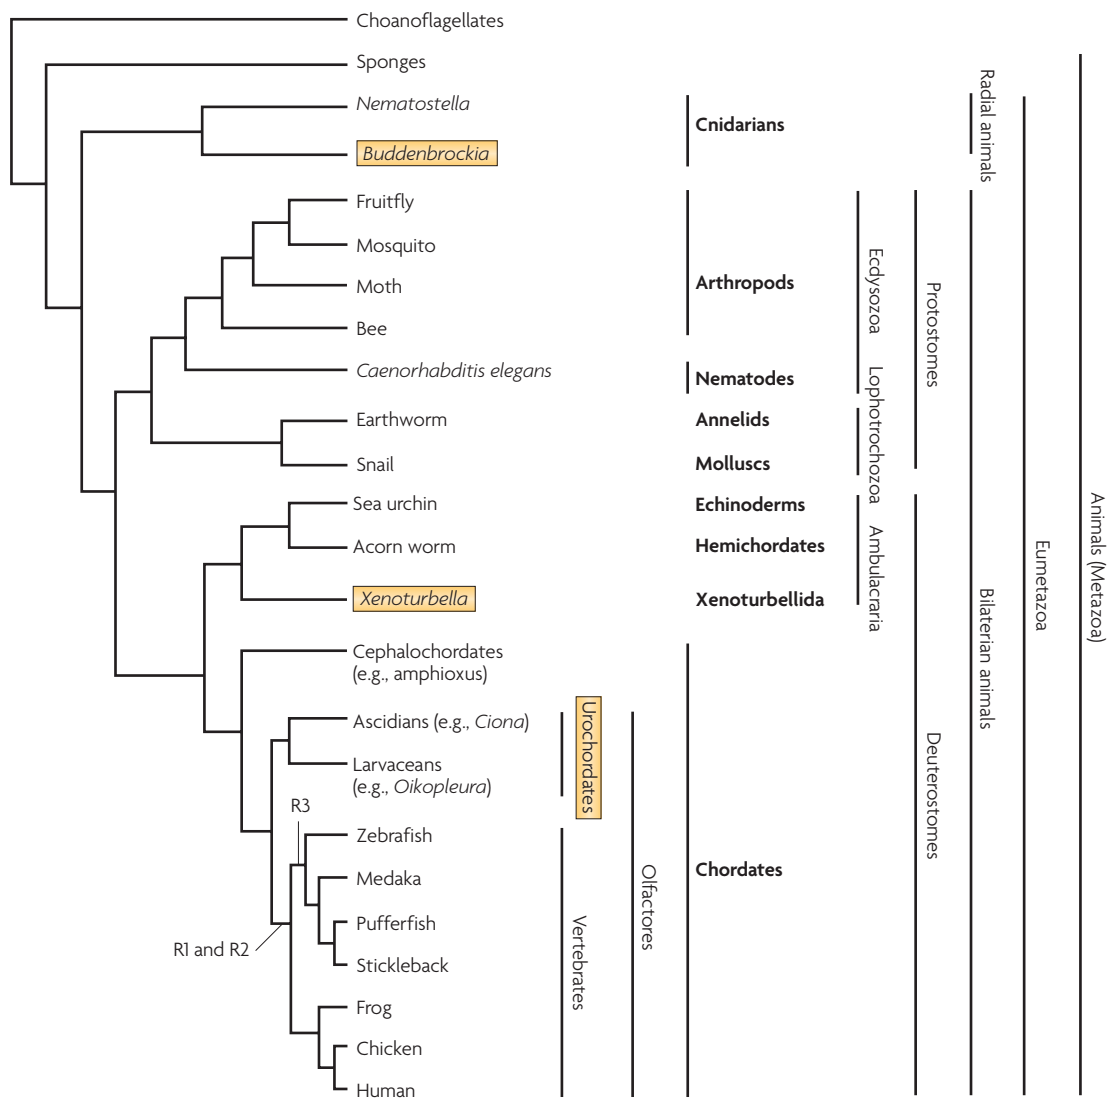 Choanoflagellates
Sponges
Nematostella
Buddenbrockia
Fruitfly
Mosquito
Moth
Bee
Caenorhabditis elegans
Earthworm
Snail
Sea urchin
Acorn worm
Xenoturbella
Cephalochordates
(e.g., amphioxus)
Ascidians (e.g., Ciona)
Larvaceans
(e.g., Oikopleura)
R3
Zebrafish
Medaka
Pufferfish
R1 and R2
Stickleback
Frog
Chicken
Human
Urochordates
Vertebrates
Olfactores
Cnidarians
Arthropods
Nematodes
Annelids
Molluscs
Echinoderms
Hemichordates
Xenoturbellida
Chordates
Ecdysozoa
Lophotrochozoa
Ambulacraria
Protostomes
Deuterostomes
Radial animals
Bilaterian animals
Eumetazoa
Animals (Metazoa)